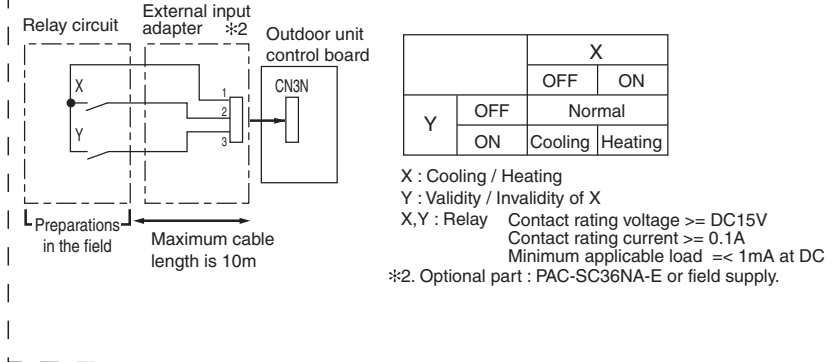 Relay circuit
External input
adapter ※2
Outdoor unit
control board
X
Y
1
2
3
CN3N
Preparations
in the field
Maximum cable
length is 10m
X
OFF ON
Y OFF Normal
ON Cooling Heating
X : Cooling / Heating
Y : Validity / Invalidity of X
X,Y : Relay Contact rating voltage >= DC15V
Contact rating current >= 0.1A
Minimum applicable load =< 1mA at DC
※2. Optional part : PAC-SC36NA-E or field supply.